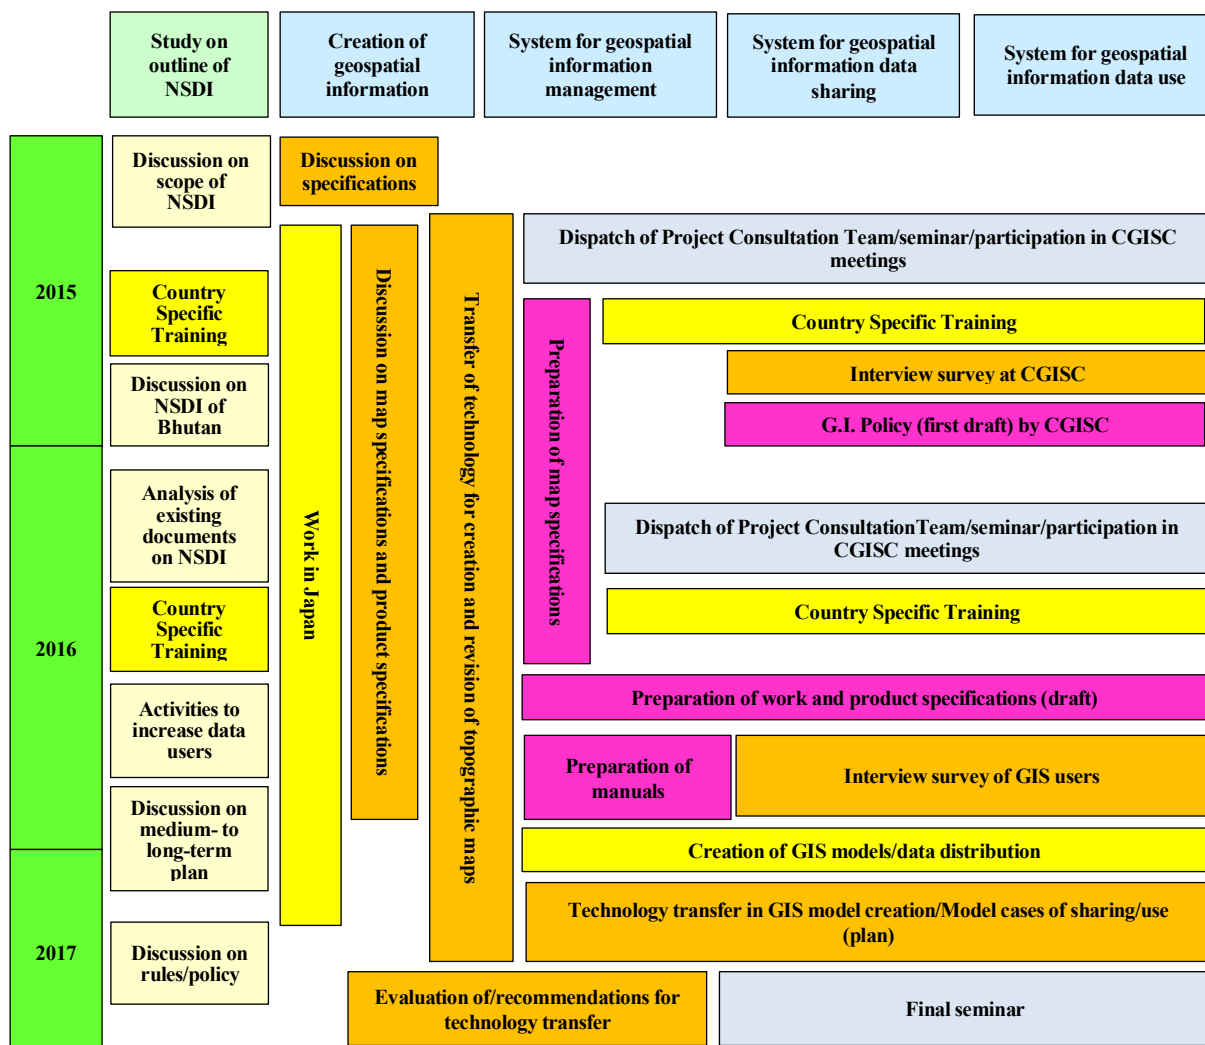 Study on
outline of
NSDI
Creation of
geospatial
information
System for geospatial
information
management
System for geospatial
information data
sharing
System for geospatial
information data use
2015
2016
2017
Discussion on
scope of
NSDI
Country
Specific
Training
Discussion on
NSDI of
Bhutan
Analysis of
existing
documents
on NSDI
Country
Specific
Training
Activities to
increase data
users
Discussion on
medium- to
long-term
plan
Discussion on
rules/policy
Discussion on
specifications
Work in Japan
Discussion on map specifications and product specifications
Transfer of technology for creation and revision of topographic maps
Dispatch of Project Consultation Team/seminar/participation in CGISC
meetings
Preparation of map specifications
Country Specific Training
Interview survey at CGISC
G.I. Policy (first draft) by CGISC
Dispatch of Project ConsultationTeam/seminar/participation in
CGISC meetings
Country Specific Training
Preparation of work and product specifications (draft)
Preparation of
manuals
Interview survey of GIS users
Creation of GIS models/data distribution
Technology transfer in GIS model creation/Model cases of sharing/use
(plan)
Evaluation of/recommendations for
technology transfer
Final seminar